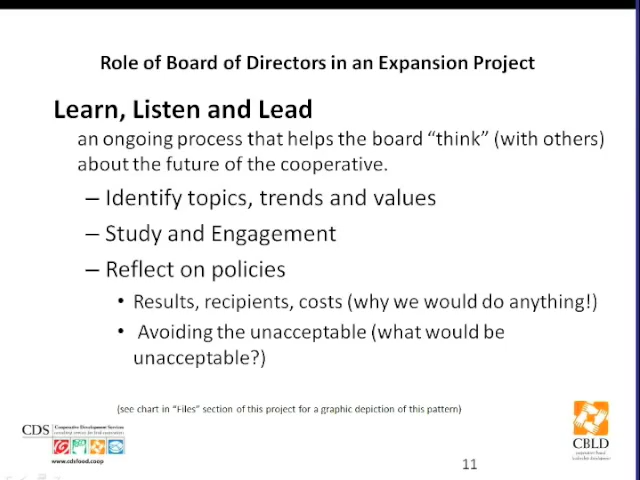 Role of Board of Directors in an Expansion Project
Learn, Listen and Lead
an ongoing process that helps the board “think” (with others)
about the future of the cooperative.
– Identify topics, trends and values
– Study and Engagement
– Reflect on policies
• Results, recipients, costs (why we would do anything!)
• Avoiding the unacceptable (what would be
unacceptable?)
(see chart in “Files” section of this project for a graphic depiction of this pattern)
CDS Cooperative Development Services
www.cdsfood.coop
CBLD
11